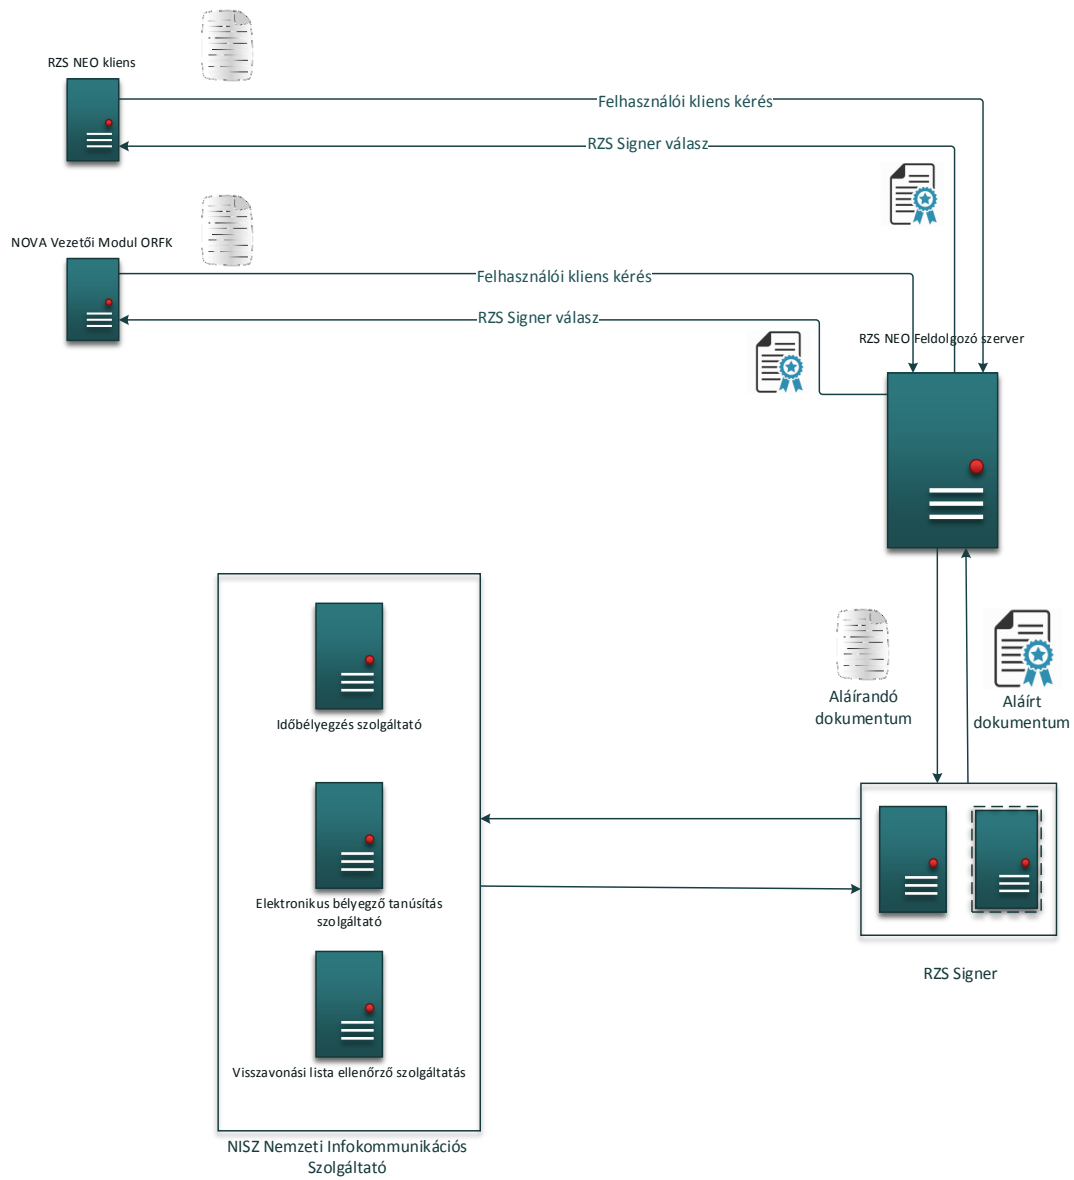 RZS NEO kliens
Felhasználói kliens kérés
RZS Signer válasz
NOVA Vezetői Modul ORFK
Felhasználói kliens kérés
RZS Signer válasz
RZS NEO Feldolgozó szerver
Aláírandó
dokumentum
Aláírt
dokumentum
Időbélyegzés szolgáltató
Elektronikus bélyegző tanúsítás
szolgáltató
RZS Signer
Visszavonási lista ellenőrző szolgáltatás
NISZ Nemzeti Infokommunikációs
Szolgáltató